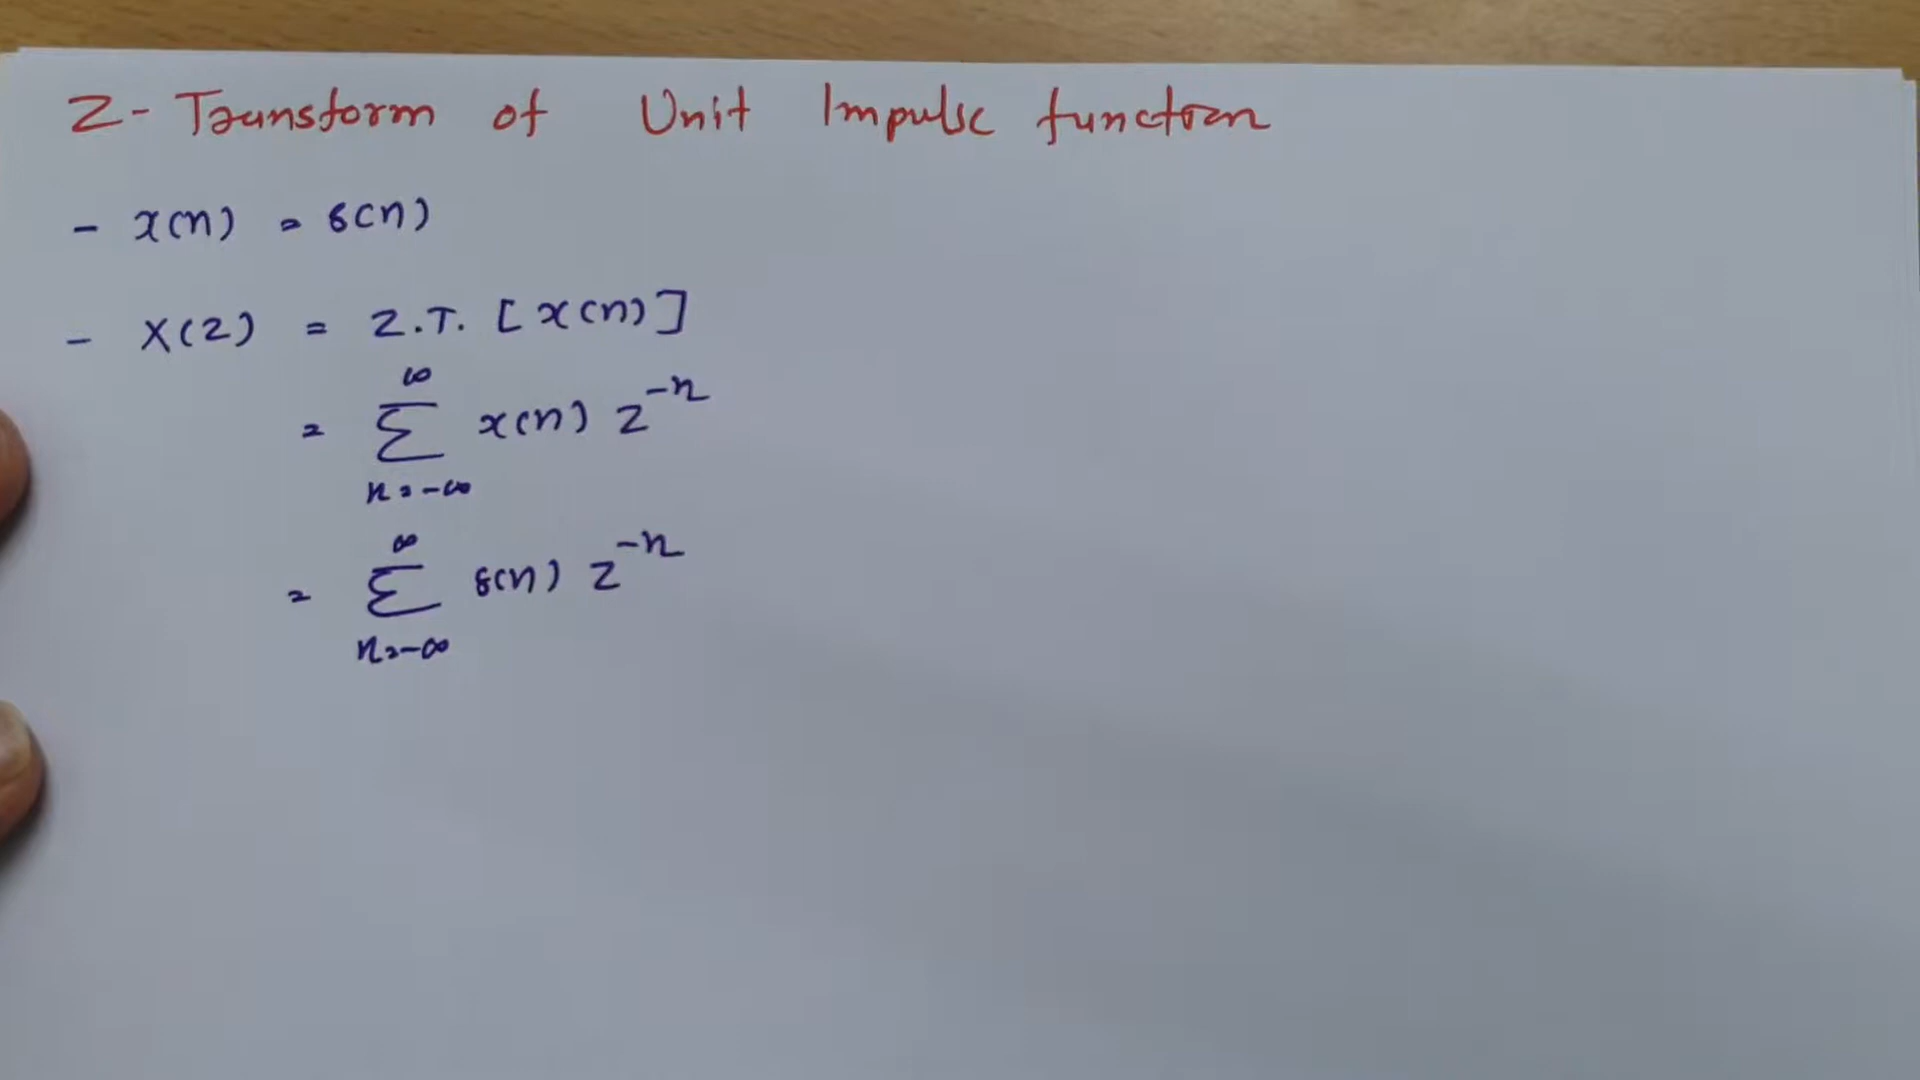 Z-Transform of Unit Impulse function
- x(n) = δ(n)
- X(Z) = Z.T. [x(n)]
= ∞ Σ n=-∞ x(n) Z^-n
= ∞ Σ n=-∞ δ(n) Z^-n